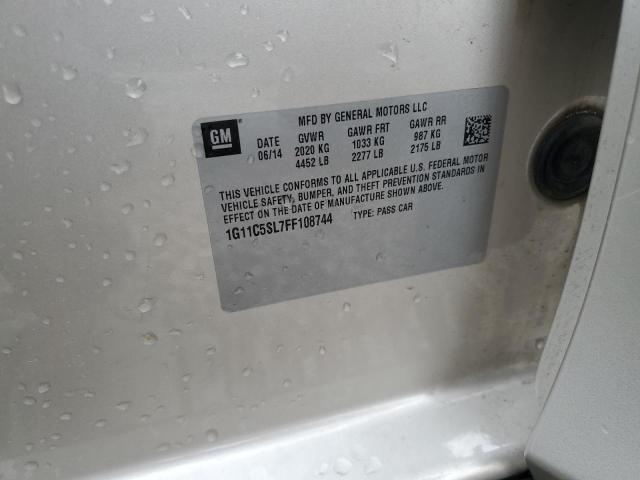 MFD BY GENERAL MOTORS LLC
GM DATE GVWR GAWR FRT GAWR RR
06/14 2020 KG 1033 KG 987 KG
4452 LB 2277 LB 2175 LB
THIS VEHICLE CONFORMS TO ALL APPLICABLE U.S. FEDERAL MOTOR
VEHICLE SAFETY, BUMPER, AND THEFT PREVENTION STANDARDS IN
EFFECT ON THE DATE OF MANUFACTURE SHOWN ABOVE.
1G11C5SL7FF108744 TYPE: PASS CAR